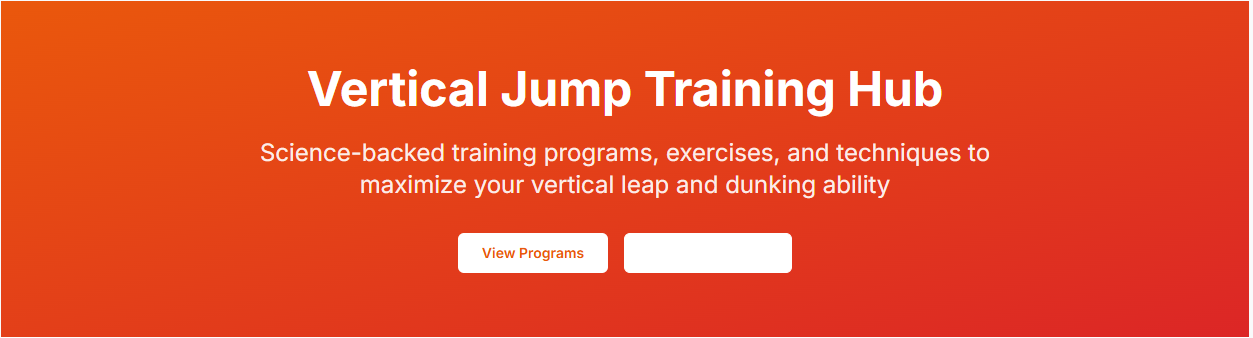 Vertical Jump Training Hub
Science-backed training programs, exercises, and techniques to
maximize your vertical leap and dunking ability
View Programs